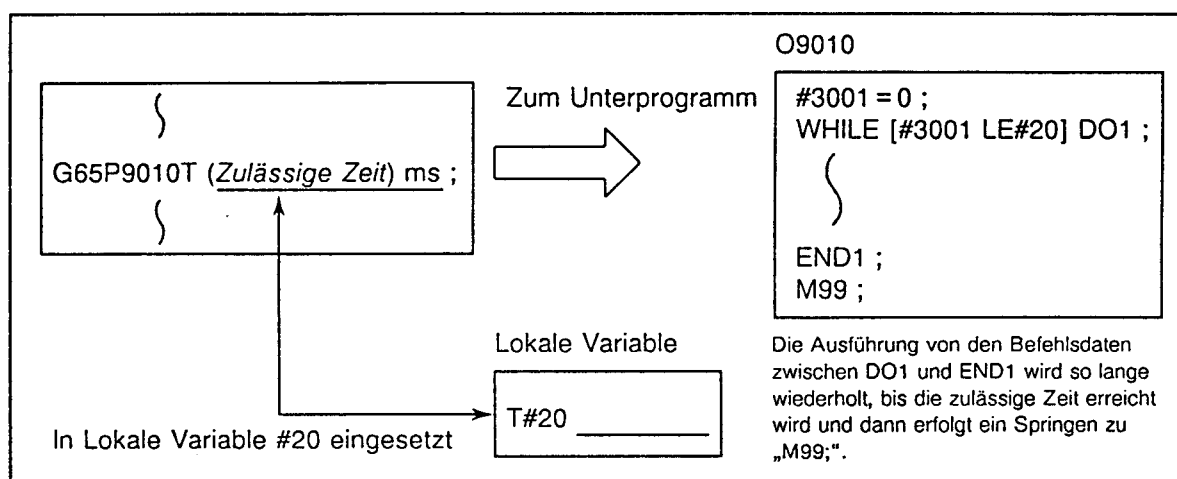 G65P9010T (Zulässige Zeit) ms ;
Zum Unterprogramm
O9010
#3001 = 0 ;
WHILE [#3001 LE#20] DO1 ;
END1 ;
M99 ;
Lokale Variable
T#20
In Lokale Variable #20 eingesetzt
Die Ausführung von den Befehlsdaten
zwischen DO1 und END1 wird so lange
wiederholt, bis die zulässige Zeit erreicht
wird und dann erfolgt ein Springen zu
„M99;“.